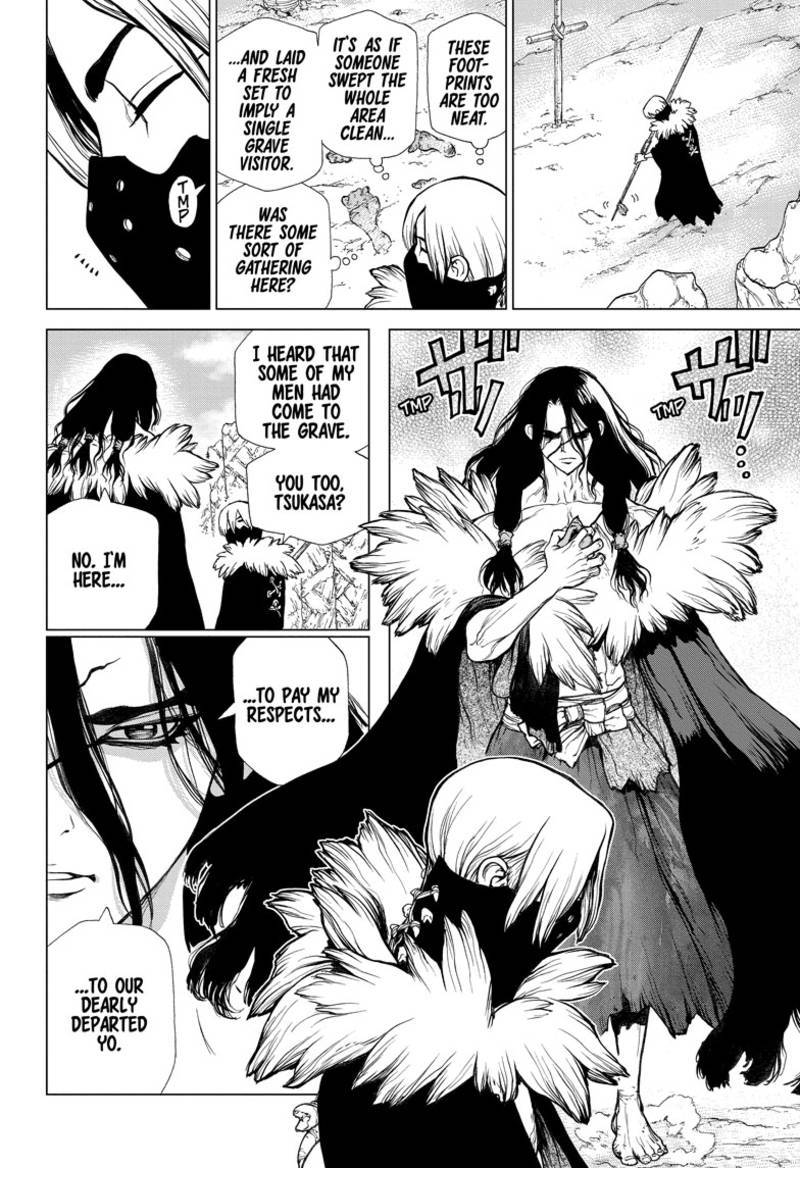 THESE
FOOT-
PRINTS
ARE TOO
NEAT.
IT'S AS IF
SOMEONE
SWEPT THE
WHOLE
AREA
CLEAN...
...AND LAID
A FRESH
SET TO
IMPLY A
SINGLE
GRAVE
VISITOR.
WAS
THERE SOME
SORT OF
GATHERING
HERE?
TMP
ザッ
TMP
ザッ
TMP
I HEARD THAT
SOME OF MY
MEN HAD
COME TO
THE GRAVE.
YOU TOO,
TSUKASA?
NO. I'M
HERE...
...TO PAY MY
RESPECTS...
...TO OUR
DEARLY
DEPARTED
YO.